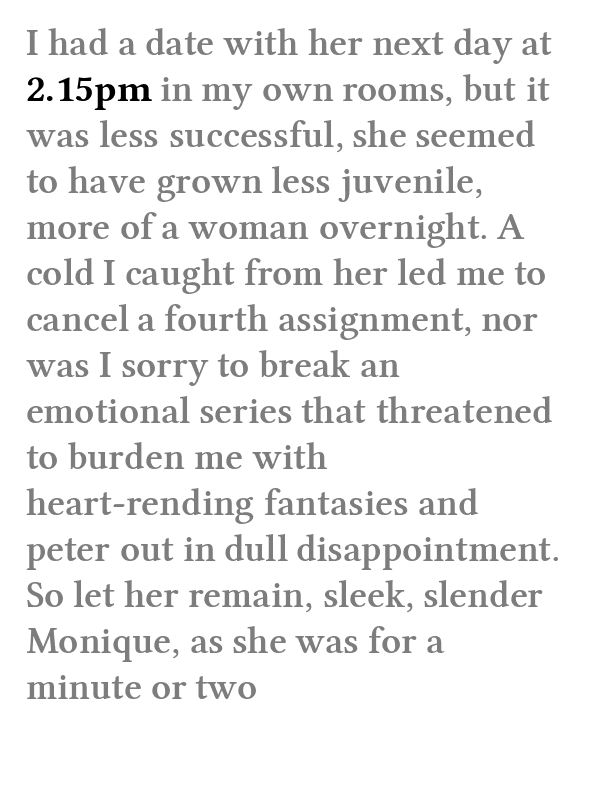 I had a date with her next day at
2.15pm in my own rooms, but it
was less successful, she seemed
to have grown less juvenile,
more of a woman overnight. A
cold I caught from her led me to
cancel a fourth assignment, nor
was I sorry to break an
emotional series that threatened
to burden me with
heart-rending fantasies and
peter out in dull disappointment.
So let her remain, sleek, slender
Monique, as she was for a
minute or two